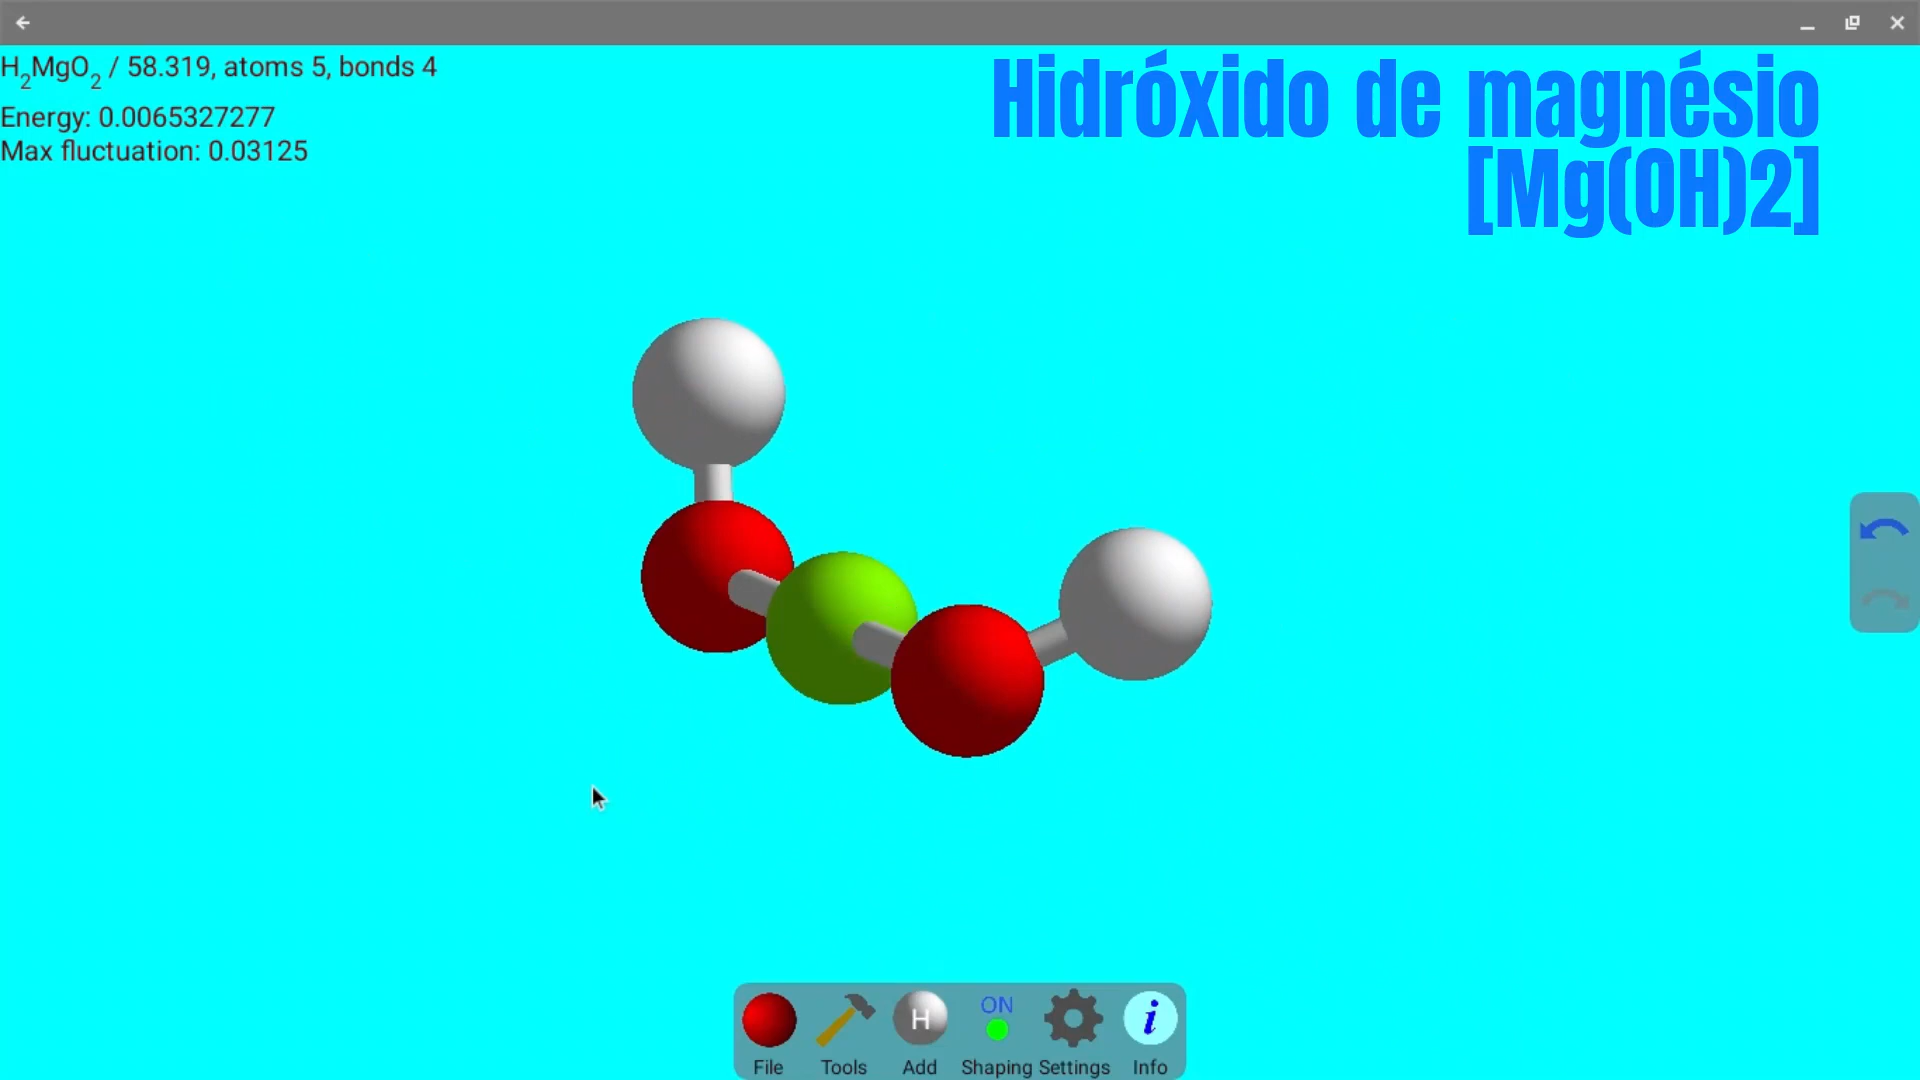 H2MgO2 / 58.319, atoms 5, bonds 4
Energy: 0.0065327277
Max fluctuation: 0.03125
Hidróxido de magnésio
[Mg(OH)2]
ON
H
i
File Tools Add Shaping Settings Info